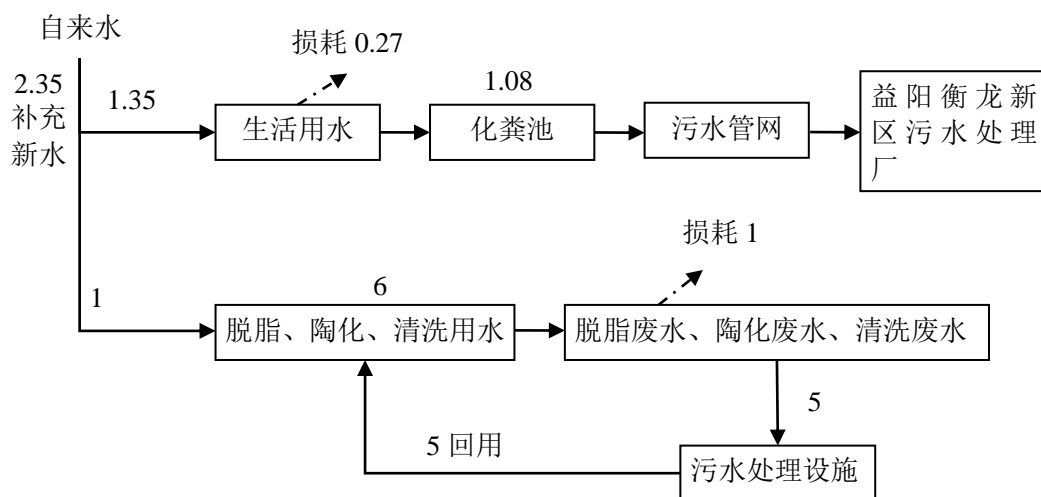 自来水
2.35
补充
新水
1.35
损耗 0.27
生活用水
1.08
化粪池
污水管网
益阳衡龙新
区污水处理
厂
1
6
脱脂、陶化、清洗用水
损耗 1
脱脂废水、陶化废水、清洗废水
5
5 回用
污水处理设施